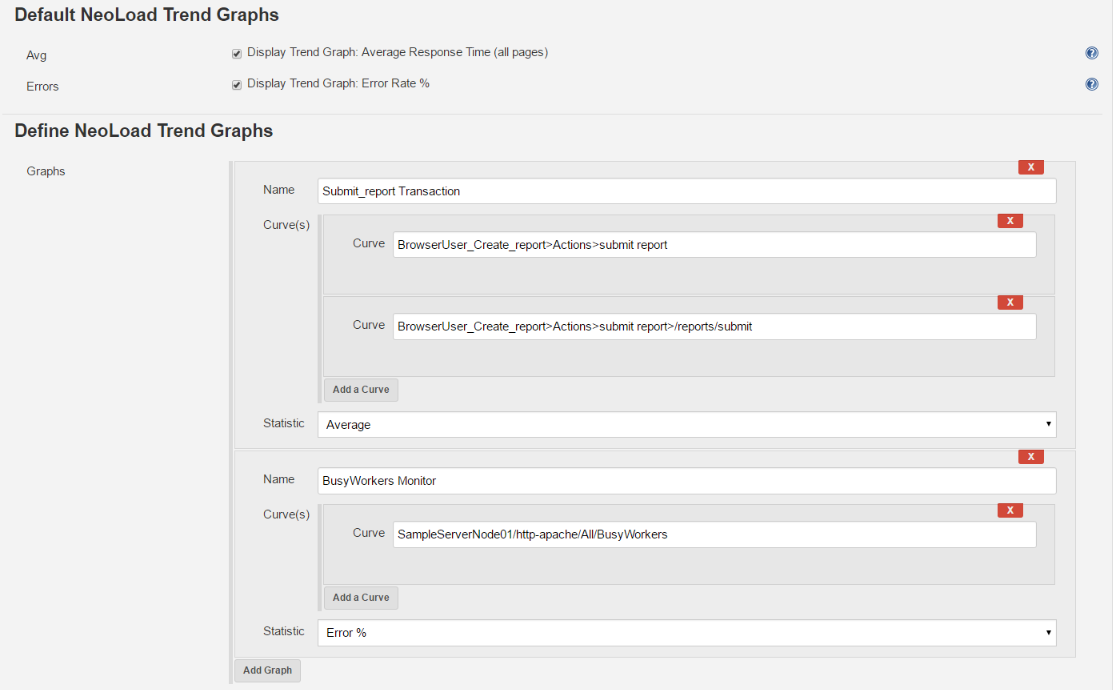 Default NeoLoad Trend Graphs
Avg
Display Trend Graph: Average Response Time (all pages)
?
Errors
Display Trend Graph: Error Rate %
?
Define NeoLoad Trend Graphs
Graphs
X
Name
Submit_report Transaction
Curve(s)
X
Curve
BrowserUser_Create_report>Actions>submit report
X
Curve
BrowserUser_Create_report>Actions>submit report>/reports/submit
Add a Curve
Statistic
Average
X
Name
BusyWorkers Monitor
Curve(s)
X
Curve
SampleServerNode01/http-apache/All/BusyWorkers
Add a Curve
Statistic
Error %
Add Graph